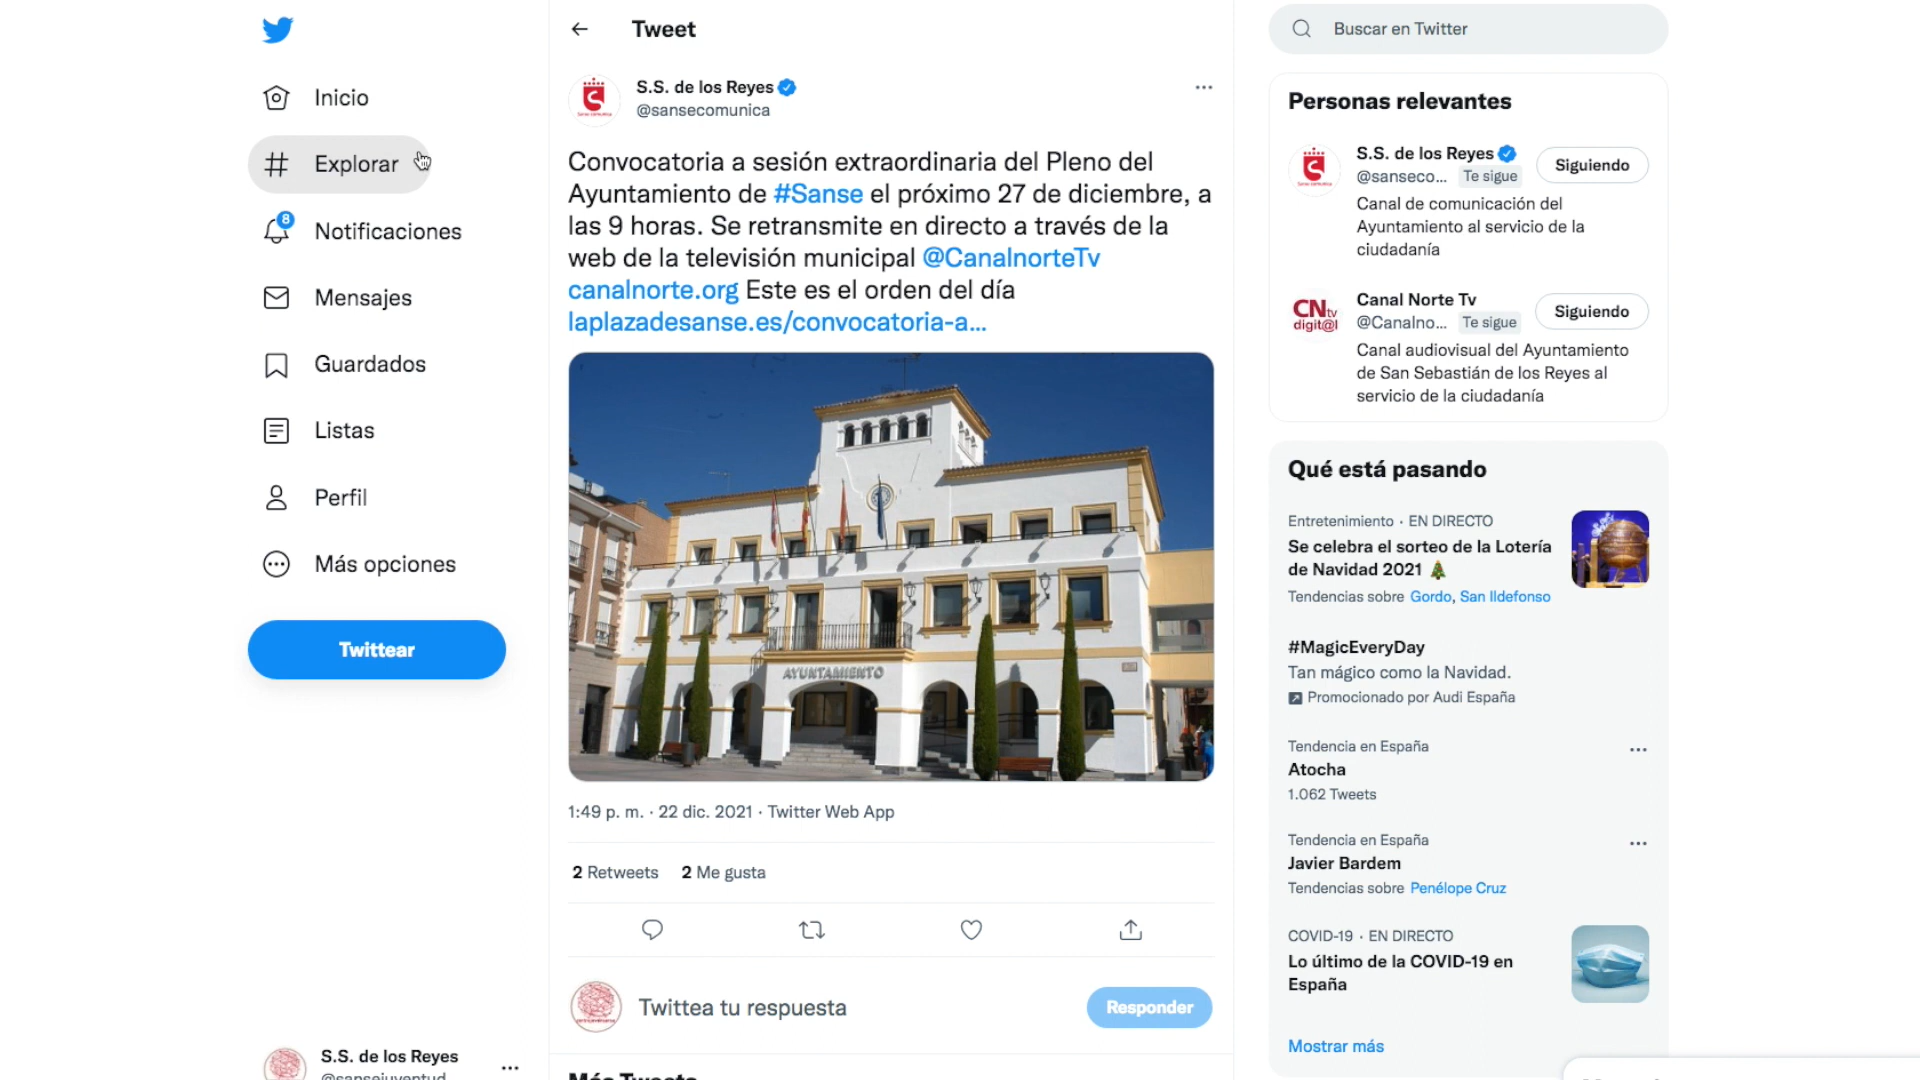 Inicio
Explorar
8
Notificaciones
Mensajes
Guardados
Listas
Perfil
Más opciones
Twittear
S.S. de los Reyes
@sansejuventud
Tweet
S.S. de los Reyes
@sansecomunica
Convocatoria a sesión extraordinaria del Pleno del
Ayuntamiento de #Sanse el próximo 27 de diciembre, a
las 9 horas. Se retransmite en directo a través de la
web de la televisión municipal @CanalnorteTv
canalnorte.org Este es el orden del día
laplazadesanse.es/convocatoria-a...
AYUNTAMIENTO
1:49 p. m. · 22 dic. 2021 · Twitter Web App
2 Retweets 2 Me gusta
Twittea tu respuesta
Responder
Más Tweets
Buscar en Twitter
Personas relevantes
S.S. de los Reyes
@sanseco... Te sigue
Siguiendo
Canal de comunicación del
Ayuntamiento al servicio de la
ciudadanía
CNtv
digit@l
Canal Norte Tv
@Canalno... Te sigue
Siguiendo
Canal audiovisual del Ayuntamiento
de San Sebastián de los Reyes al
servicio de la ciudadanía
Qué está pasando
Entretenimiento · EN DIRECTO
Se celebra el sorteo de la Lotería
de Navidad 2021 🎄
Tendencias sobre Gordo, San Ildefonso
#MagicEveryDay
Tan mágico como la Navidad.
Promocionado por Audi España
Tendencia en España
Atocha
1.062 Tweets
Tendencia en España
Javier Bardem
Tendencias sobre Penélope Cruz
COVID-19 · EN DIRECTO
Lo último de la COVID-19 en
España
Mostrar más